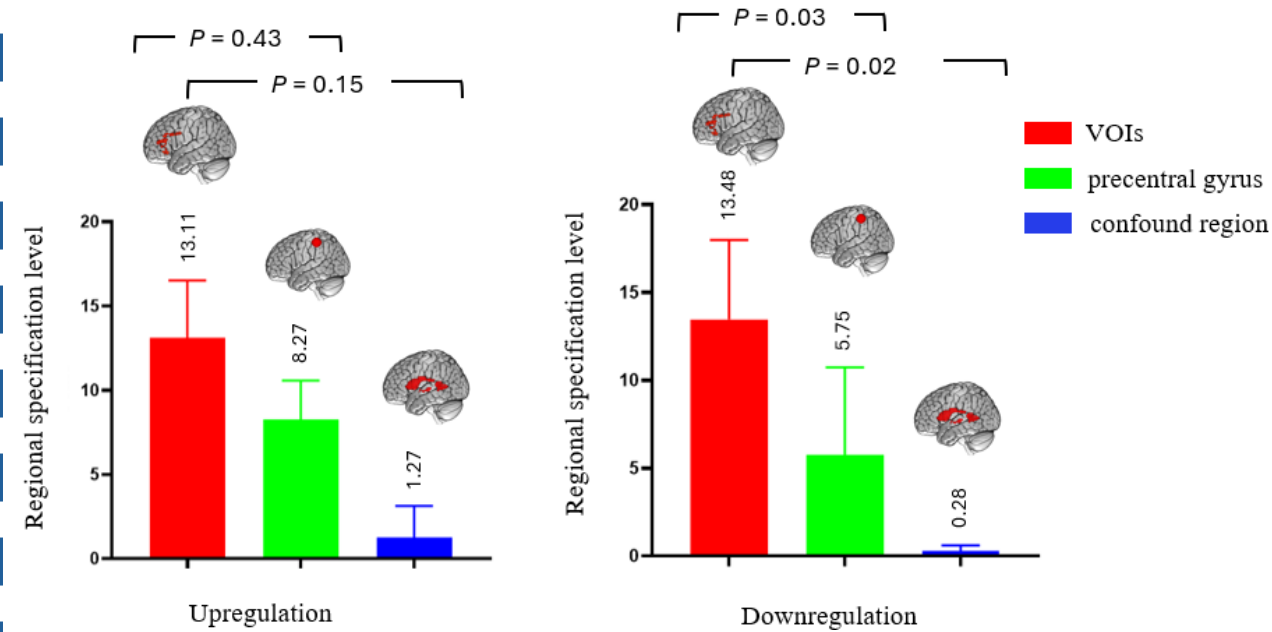 P = 0.43
P = 0.15
13.11
8.27
1.27
20
15
10
5
0
Regional specification level
Upregulation
P = 0.03
P = 0.02
13.48
5.75
0.28
20
15
10
5
0
Regional specification level
Downregulation
VOIs
precentral gyrus
confound region